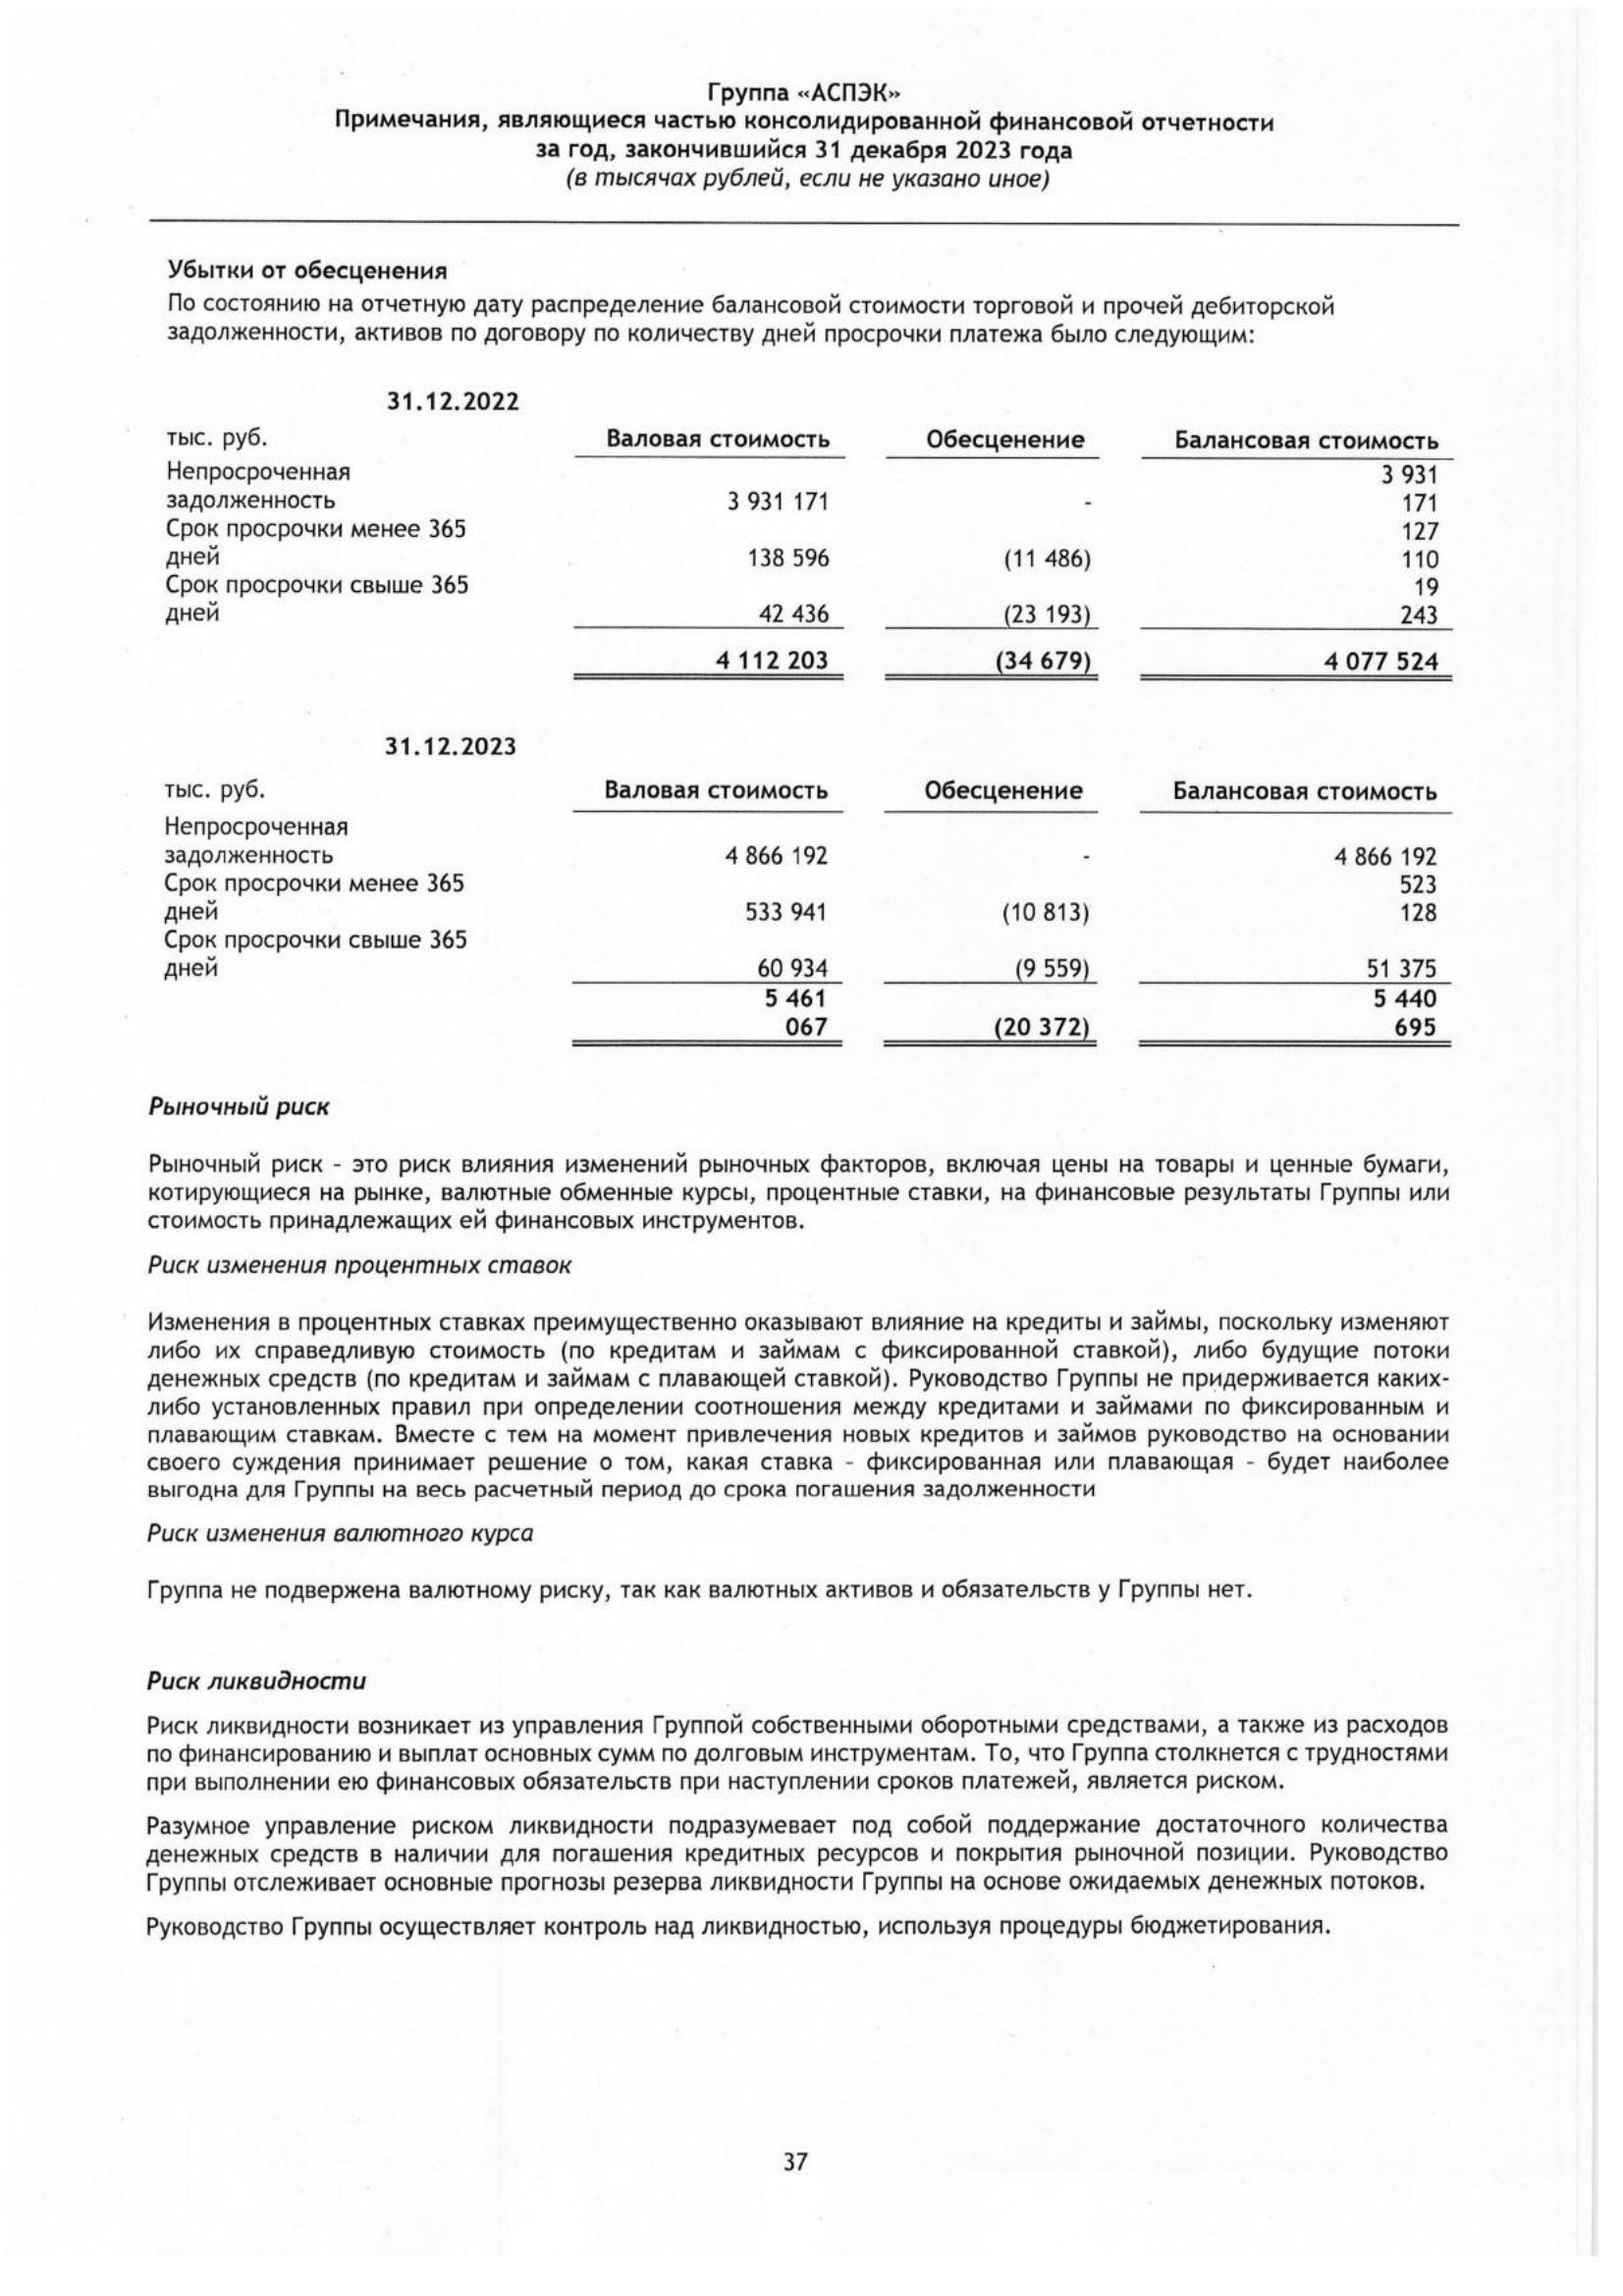 Группа «АСПЭК»
Примечания, являющиеся частью консолидированной финансовой отчетности
за год, закончившийся 31 декабря 2023 года
(в тысячах рублей, если не указано иное)
Убытки от обесценения
По состоянию на отчетную дату распределение балансовой стоимости торговой и прочей дебиторской
задолженности, активов по договору по количеству дней просрочки платежа было следующим:
31.12.2022
тыс. руб. Валовая стоимость Обесценение Балансовая стоимость
Непросроченная 3 931
задолженность 3 931 171 - 171
Срок просрочки менее 365 127
дней 138 596 (11 486) 110
Срок просрочки свыше 365 19
дней 42 436 (23 193) 243
4 112 203 (34 679) 4 077 524
31.12.2023
тыс. руб. Валовая стоимость Обесценение Балансовая стоимость
Непросроченная
задолженность 4 866 192 - 4 866 192
Срок просрочки менее 365 523
дней 533 941 (10 813) 128
Срок просрочки свыше 365
дней 60 934 (9 559) 51 375
5 461 5 440
067 (20 372) 695
Рыночный риск
Рыночный риск - это риск влияния изменений рыночных факторов, включая цены на товары и ценные бумаги,
котирующиеся на рынке, валютные обменные курсы, процентные ставки, на финансовые результаты Группы или
стоимость принадлежащих ей финансовых инструментов.
Риск изменения процентных ставок
Изменения в процентных ставках преимущественно оказывают влияние на кредиты и займы, поскольку изменяют
либо их справедливую стоимость (по кредитам и займам с фиксированной ставкой), либо будущие потоки
денежных средств (по кредитам и займам с плавающей ставкой). Руководство Группы не придерживается каких-
либо установленных правил при определении соотношения между кредитами и займами по фиксированным и
плавающим ставкам. Вместе с тем на момент привлечения новых кредитов и займов руководство на основании
своего суждения принимает решение о том, какая ставка - фиксированная или плавающая - будет наиболее
выгодна для Группы на весь расчетный период до срока погашения задолженности
Риск изменения валютного курса
Группа не подвержена валютному риску, так как валютных активов и обязательств у Группы нет.
Риск ликвидности
Риск ликвидности возникает из управления Группой собственными оборотными средствами, а также из расходов
по финансированию и выплат основных сумм по долговым инструментам. То, что Группа столкнется с трудностями
при выполнении ею финансовых обязательств при наступлении сроков платежей, является риском.
Разумное управление риском ликвидности подразумевает под собой поддержание достаточного количества
денежных средств в наличии для погашения кредитных ресурсов и покрытия рыночной позиции. Руководство
Группы отслеживает основные прогнозы резерва ликвидности Группы на основе ожидаемых денежных потоков.
Руководство Группы осуществляет контроль над ликвидностью, используя процедуры бюджетирования.
37